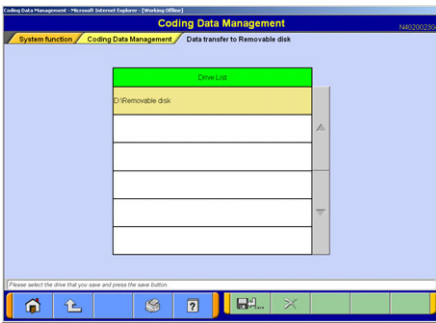 Coding Data Management - Microsoft Internet Explorer - [Working Offline]
Coding Data Management
System function Coding Data Management Data transfer to Removable disk
Drive List
D:\Removable disk
Please select the drive that you save and press the save button.